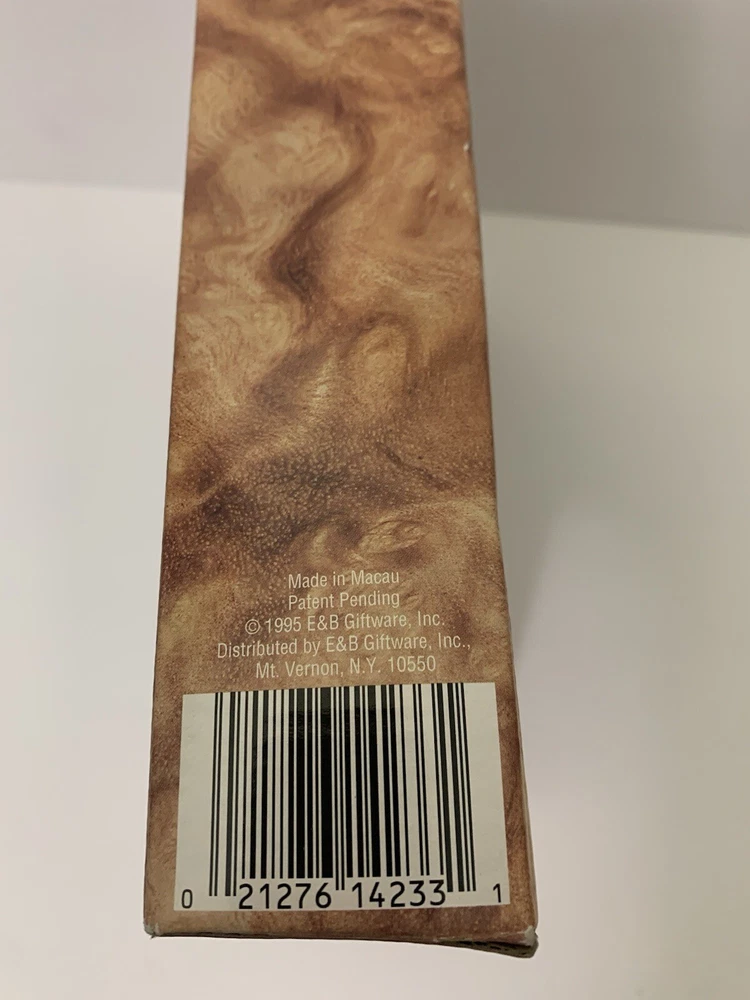 Made in Macau
Patent Pending
© 1995 E&B Giftware, Inc.
Distributed by E&B Giftware, Inc.,
Mt. Vernon, N.Y. 10550
0 21276 14233 1